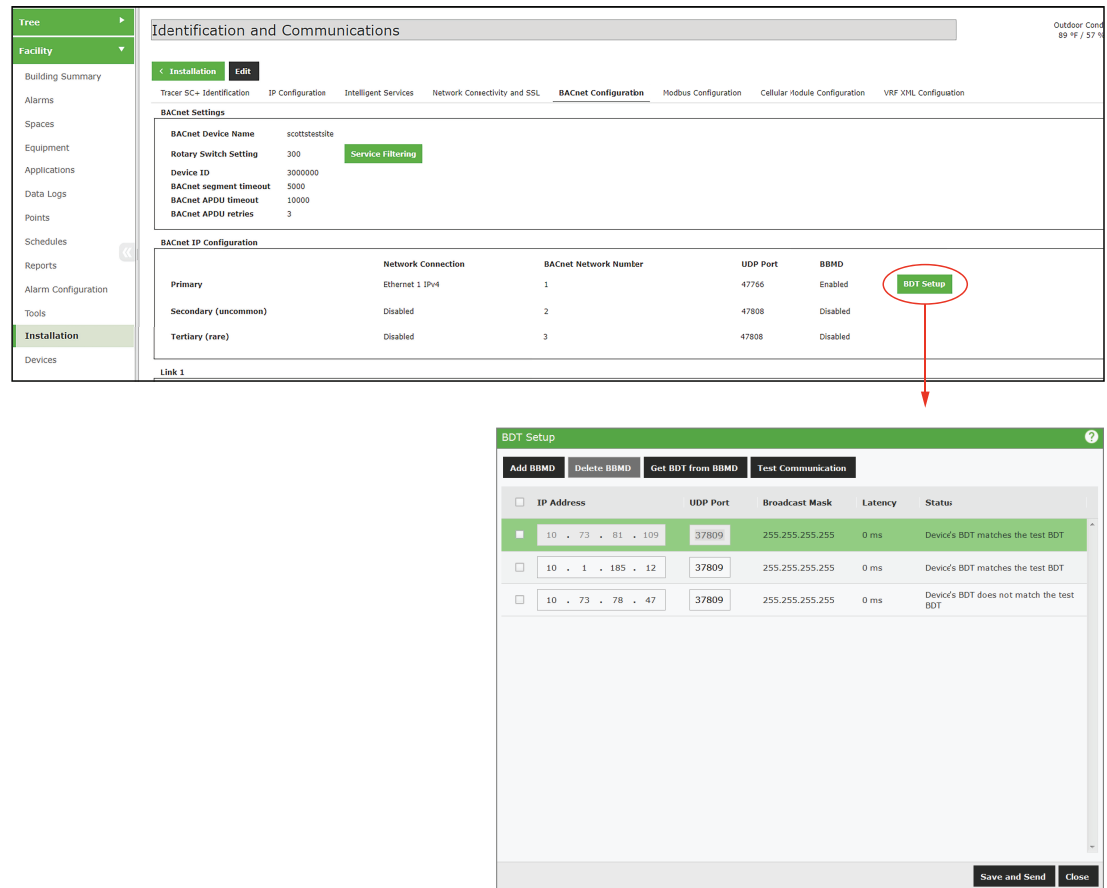 Tree
Facility
Building Summary
Alarms
Spaces
Equipment
Applications
Data Logs
Points
Schedules
Reports
Alarm Configuration
Tools
Installation
Devices
Identification and Communications
Outdoor Cond
89 °F / 57 %
< Installation Edit
Tracer SC+ Identification IP Configuration Intelligent Services Network Connectivity and SSL BACnet Configuration Modbus Configuration Cellular Module Configuration VRF XML Configuation
BACnet Settings
BACnet Device Name scottstestsite
Rotary Switch Setting 300 Service Filtering
Device ID 3000000
BACnet segment timeout 5000
BACnet APDU timeout 10000
BACnet APDU retries 3
BACnet IP Configuration
Network Connection BACnet Network Number UDP Port BBMD
Primary Ethernet 1 IPv4 1 47766 Enabled BDT Setup
Secondary (uncommon) Disabled 2 47808 Disabled
Tertiary (rare) Disabled 3 47808 Disabled
Link 1
BDT Setup ?
Add BBMD Delete BBMD Get BDT from BBMD Test Communication
IP Address UDP Port Broadcast Mask Latency Status
10 . 73 . 81 . 109 37809 255.255.255.255 0 ms Device's BDT matches the test BDT
10 . 1 . 185 . 12 37809 255.255.255.255 0 ms Device's BDT matches the test BDT
10 . 73 . 78 . 47 37809 255.255.255.255 0 ms Device's BDT does not match the test
BDT
Save and Send Close